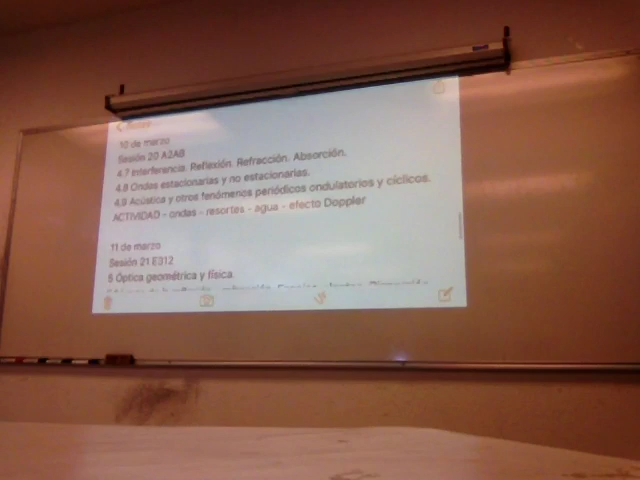 10 de marzo
Sesión 20 A2A8
4.7 Interferencia. Reflexión. Refracción. Absorción.
4.8 Ondas estacionarias y no estacionarias.
4.9 Acústica y otros fenómenos periódicos ondulatorios y cíclicos.
ACTIVIDAD - ondas - resortes - agua - efecto Doppler
11 de marzo
Sesión 21 E312
5 Óptica geométrica y física